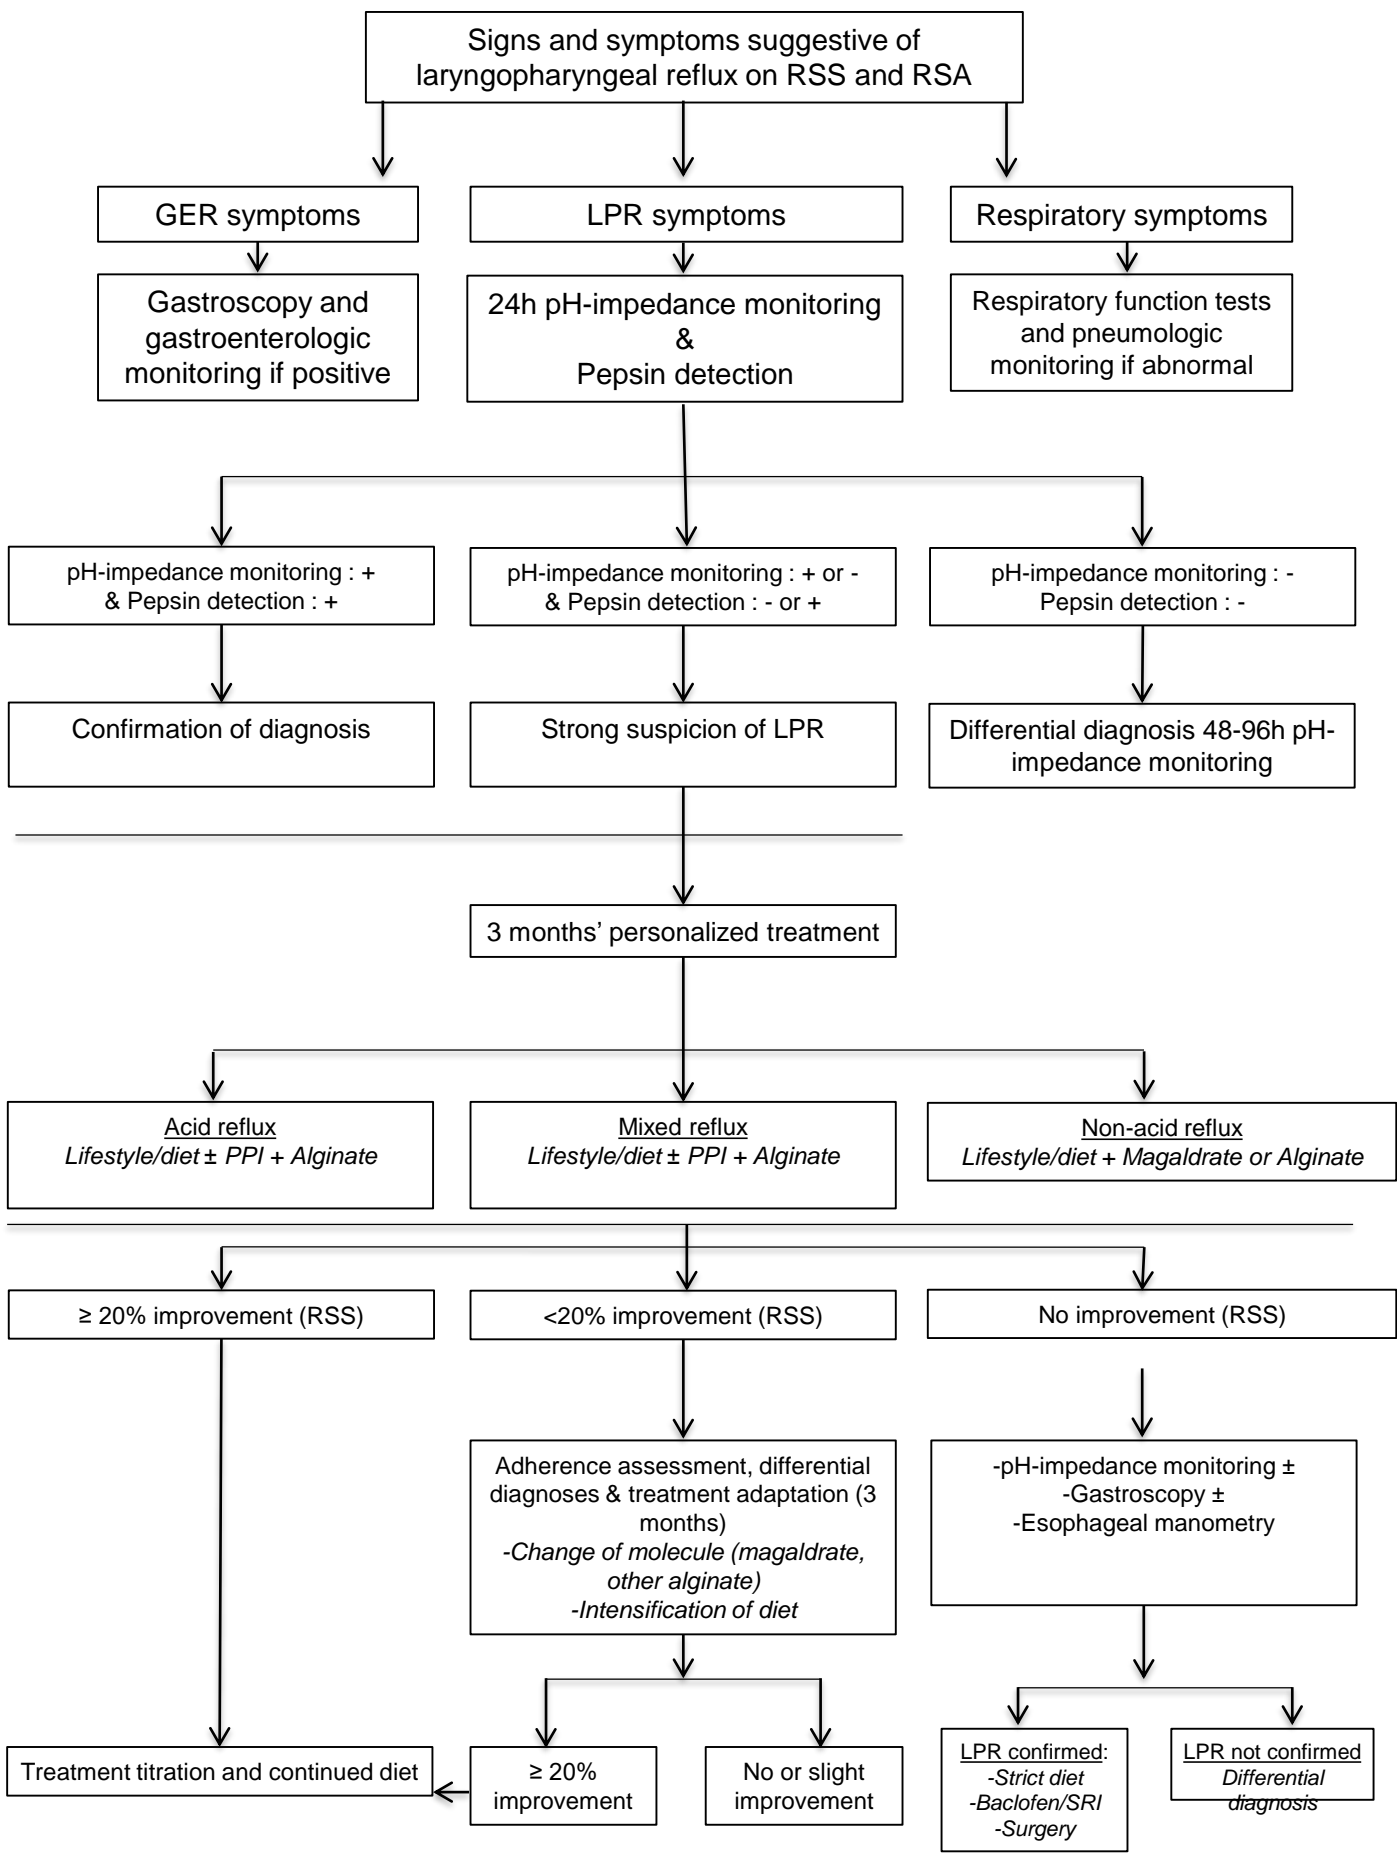 Signs and symptoms suggestive of
laryngopharyngeal reflux on RSS and RSA
GER symptoms
LPR symptoms
Respiratory symptoms
Gastroscopy and
gastroenterologic
monitoring if positive
24h pH-impedance monitoring
&
Pepsin detection
Respiratory function tests
and pneumologic
monitoring if abnormal
pH-impedance monitoring : +
& Pepsin detection : +
pH-impedance monitoring : + or -
& Pepsin detection : - or +
pH-impedance monitoring : -
Pepsin detection : -
Confirmation of diagnosis
Strong suspicion of LPR
Differential diagnosis 48-96h pH-
impedance monitoring
3 months’ personalized treatment
Acid reflux
Lifestyle/diet ± PPI + Alginate
Mixed reflux
Lifestyle/diet ± PPI + Alginate
Non-acid reflux
Lifestyle/diet + Magaldrate or Alginate
≥ 20% improvement (RSS)
<20% improvement (RSS)
No improvement (RSS)
Adherence assessment, differential
diagnoses & treatment adaptation (3
months)
-Change of molecule (magaldrate,
other alginate)
-Intensification of diet
-pH-impedance monitoring ±
-Gastroscopy ±
-Esophageal manometry
Treatment titration and continued diet
≥ 20%
improvement
No or slight
improvement
LPR confirmed:
-Strict diet
-Baclofen/SRI
-Surgery
LPR not confirmed
Differential
diagnosis